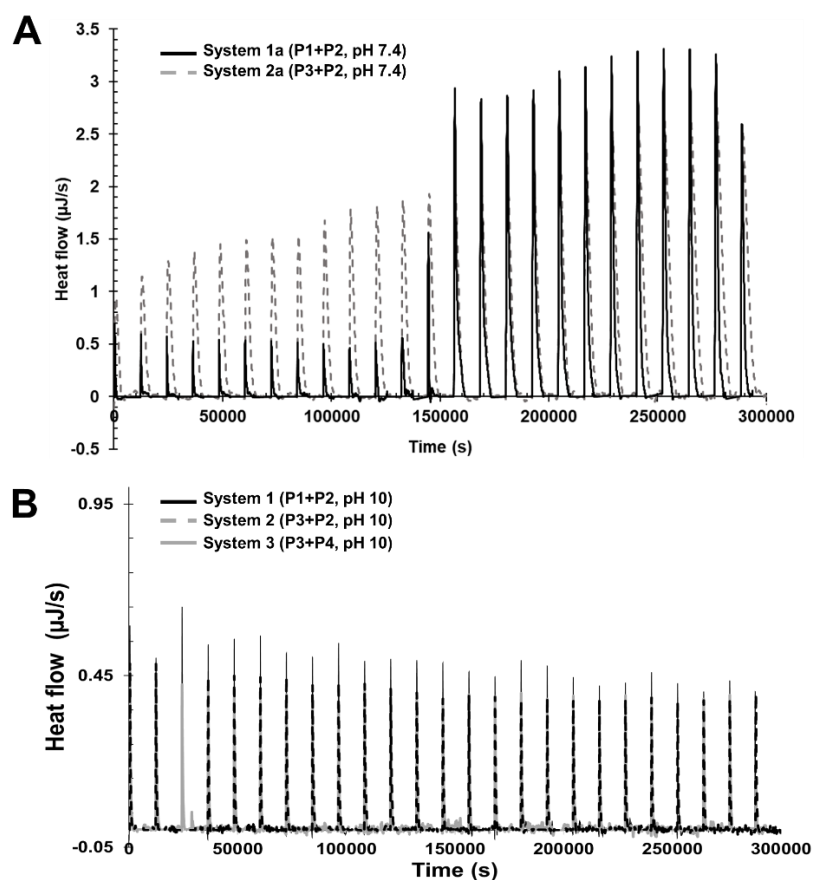 A
System 1a (P1+P2, pH 7.4)
System 2a (P3+P2, pH 7.4)
3.5
3
2.5
2
1.5
1
0.5
0
-0.5
Heat flow (µJ/s)
0 50000 100000 150000 200000 250000 300000
Time (s)
B
System 1 (P1+P2, pH 10)
System 2 (P3+P2, pH 10)
System 3 (P3+P4, pH 10)
0.95
0.45
-0.05
Heat flow (µJ/s)
0 50000 100000 150000 200000 250000 300000
Time (s)